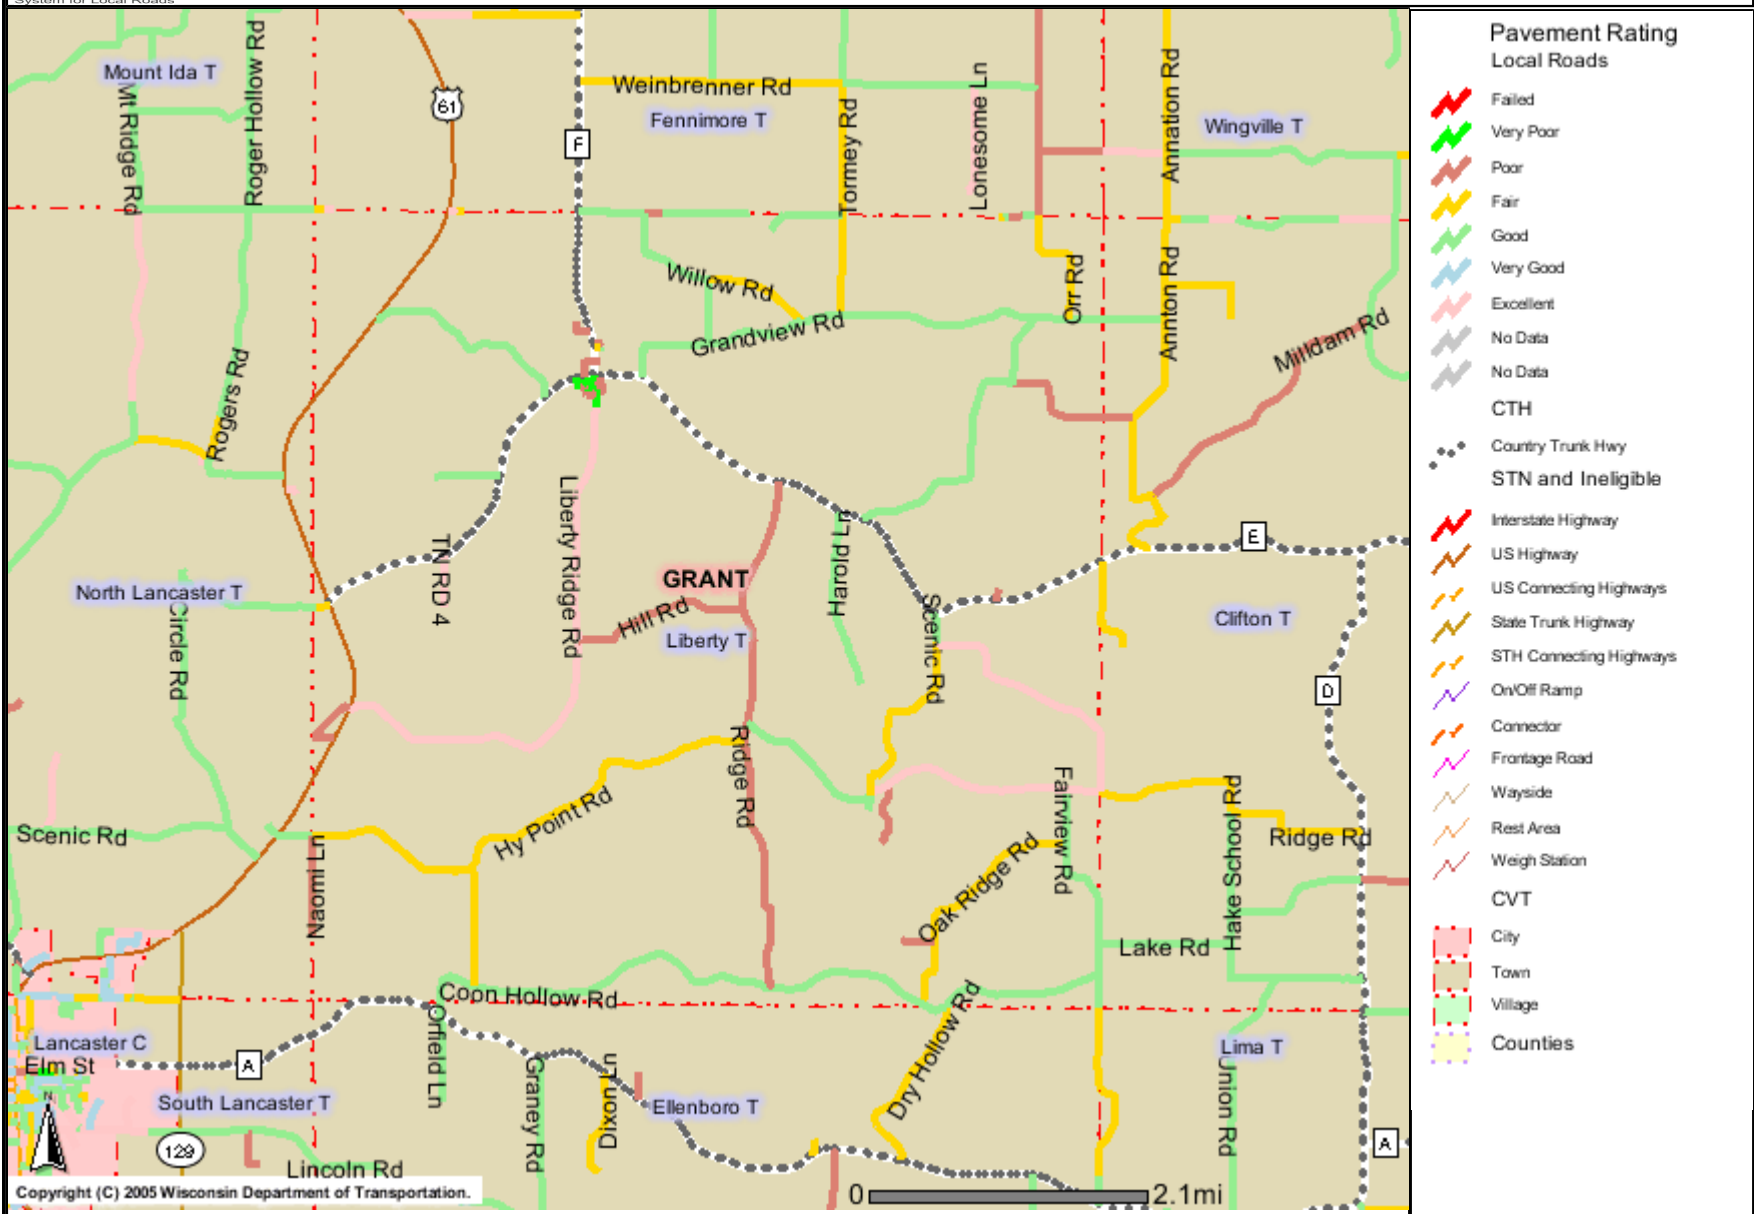 System for Local Roads
Mount Ida T
Mt Ridge Rd
Roger Hollow Rd
61
F
Weinbrenner Rd
Fennimore T
Tormey Rd
Lonesome Ln
Annation Rd
Wingville T
Willow Rd
Grandview Rd
Orr Rd
Annton Rd
Milldam Rd
Rogers Rd
North Lancaster T
Circle Rd
TN RD 4
Liberty Ridge Rd
GRANT
Hill Rd
Liberty T
Harold Ln
Scenic Rd
E
Clifton T
D
Scenic Rd
Naomi Ln
Hy Point Rd
Ridge Rd
Fairview Rd
Oak Ridge Rd
Hake School Rd
Ridge Rd
Lake Rd
Coon Hollow Rd
Lancaster C
Elm St
A
Orfield Ln
Graney Rd
Dixon Ln
Ellenboro T
Dry Hollow Rd
Lima T
Union Rd
A
N
South Lancaster T
129
Lincoln Rd
Copyright (C) 2005 Wisconsin Department of Transportation.
0 2.1mi
Pavement Rating
Local Roads
Failed
Very Poor
Poor
Fair
Good
Very Good
Excellent
No Data
No Data
CTH
Country Trunk Hwy
STN and Ineligible
Interstate Highway
US Highway
US Connecting Highways
State Trunk Highway
STH Connecting Highways
On/Off Ramp
Connector
Frontage Road
Wayside
Rest Area
Weigh Station
CVT
City
Town
Village
Counties